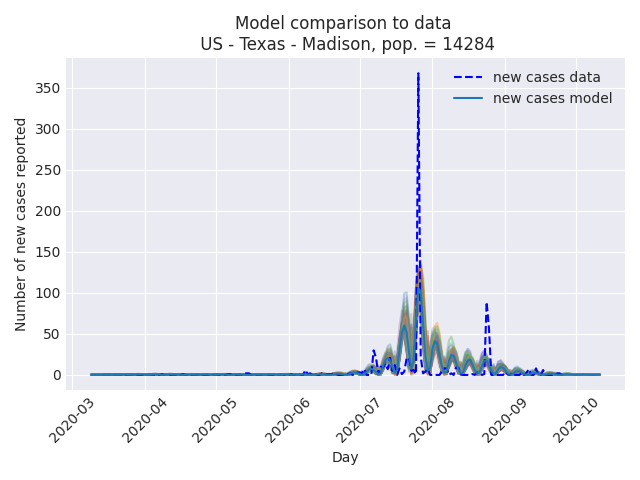 Model comparison to data
US - Texas - Madison, pop. = 14284
new cases data
new cases model
Number of new cases reported
350
300
250
200
150
100
50
0
2020-03
2020-04
2020-05
2020-06
2020-07
2020-08
2020-09
2020-10
Day